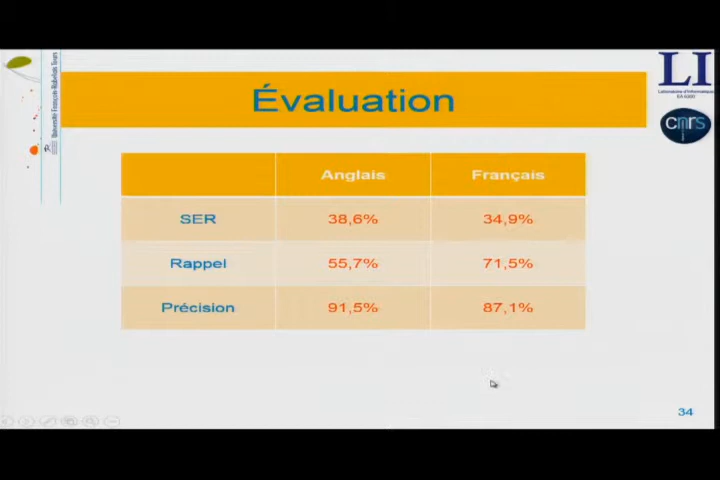 Évaluation
LI
Laboratoire d'Informatique
EA 6300
cnrs
Université François-Rabelais Tours
Anglais Français
SER 38,6% 34,9%
Rappel 55,7% 71,5%
Précision 91,5% 87,1%
34